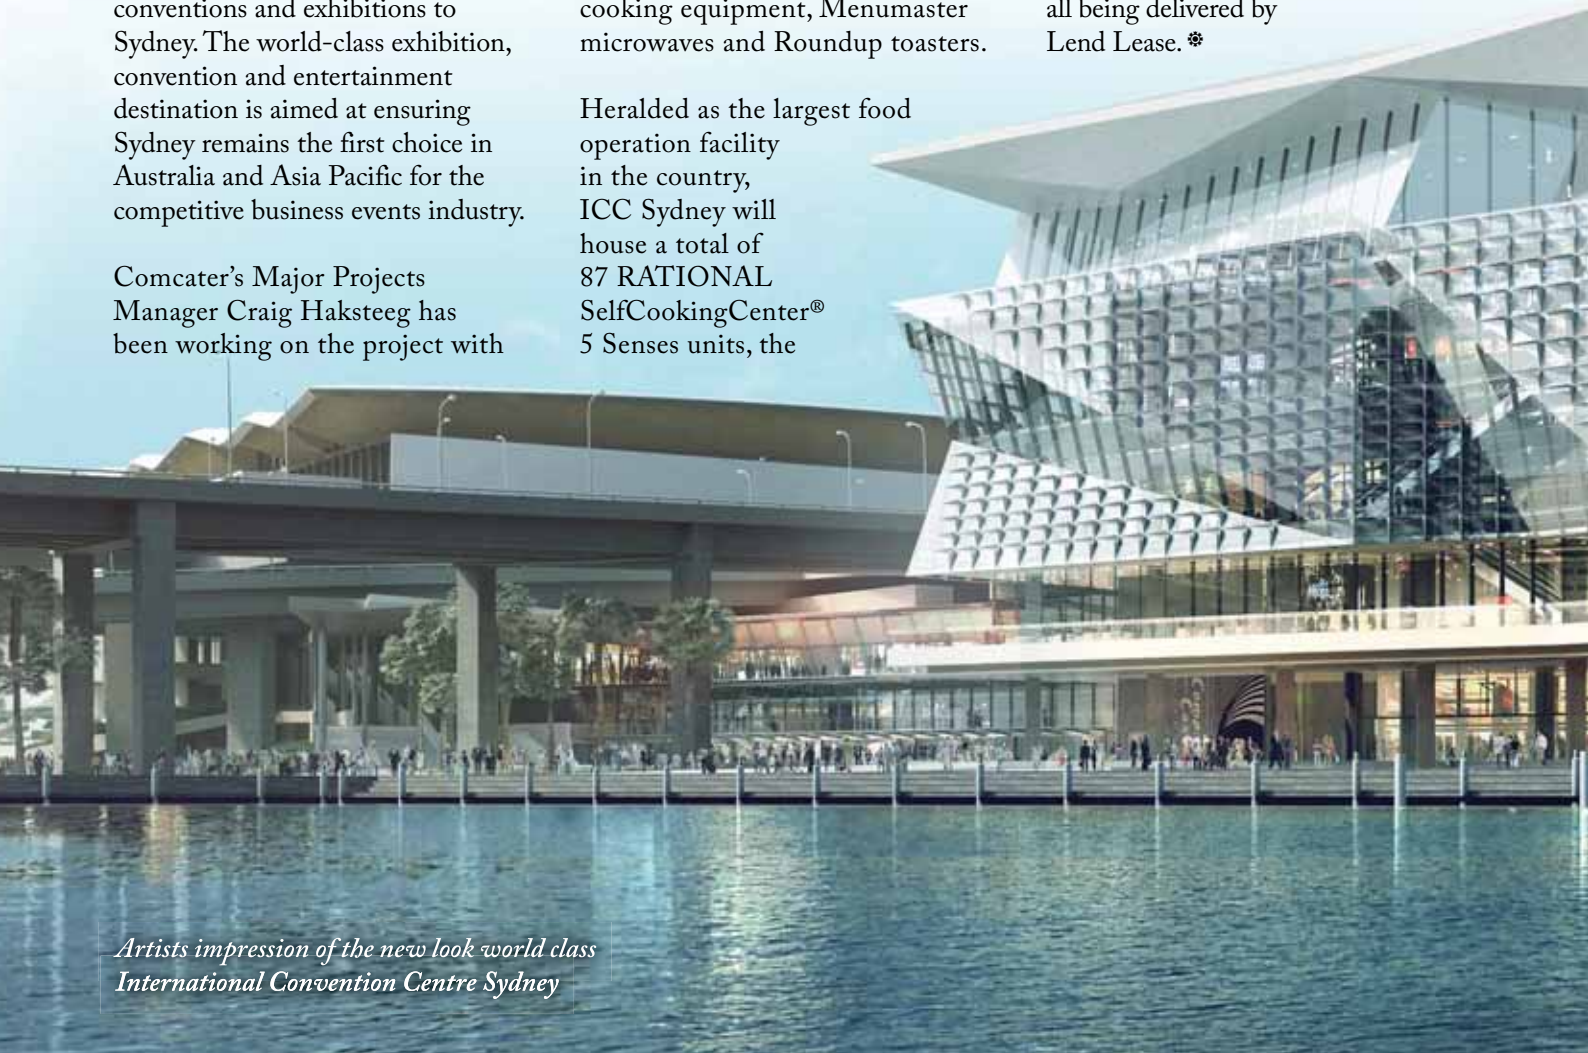 conventions and exhibitions to
Sydney. The world-class exhibition,
convention and entertainment
destination is aimed at ensuring
Sydney remains the first choice in
Australia and Asia Pacific for the
competitive business events industry.
Comcater’s Major Projects
Manager Craig Haksteeg has
been working on the project with
cooking equipment, Menumaster
microwaves and Roundup toasters.
Heralded as the largest food
operation facility
in the country,
ICC Sydney will
house a total of
87 RATIONAL
SelfCookingCenter®
5 Senses units, the
all being delivered by
Lend Lease.
Artists impression of the new look world class
International Convention Centre Sydney